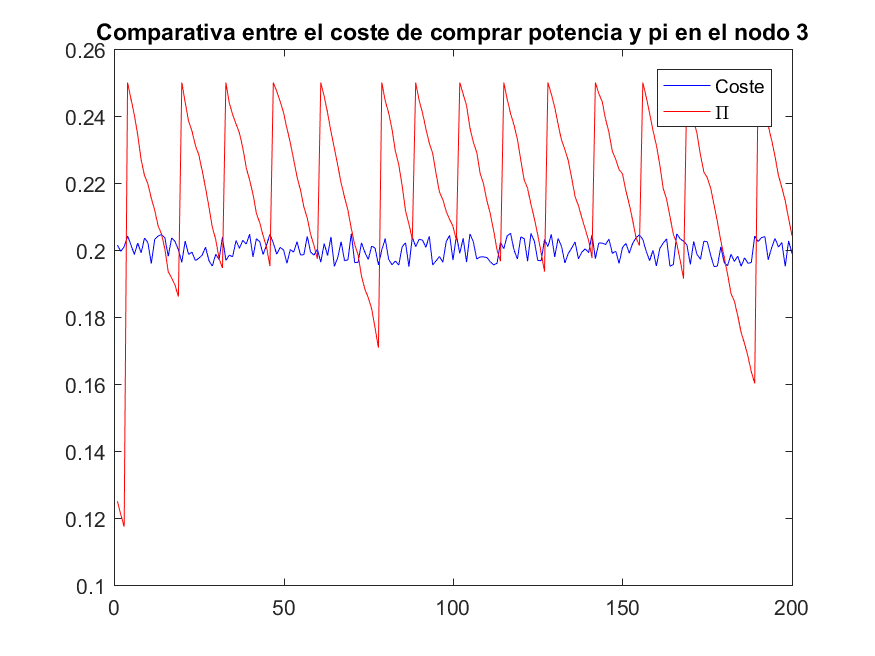 Comparativa entre el coste de comprar potencia y pi en el nodo 3
0.26
0.24
0.22
0.2
0.18
0.16
0.14
0.12
0.1
0 50 100 150 200
Coste
Π